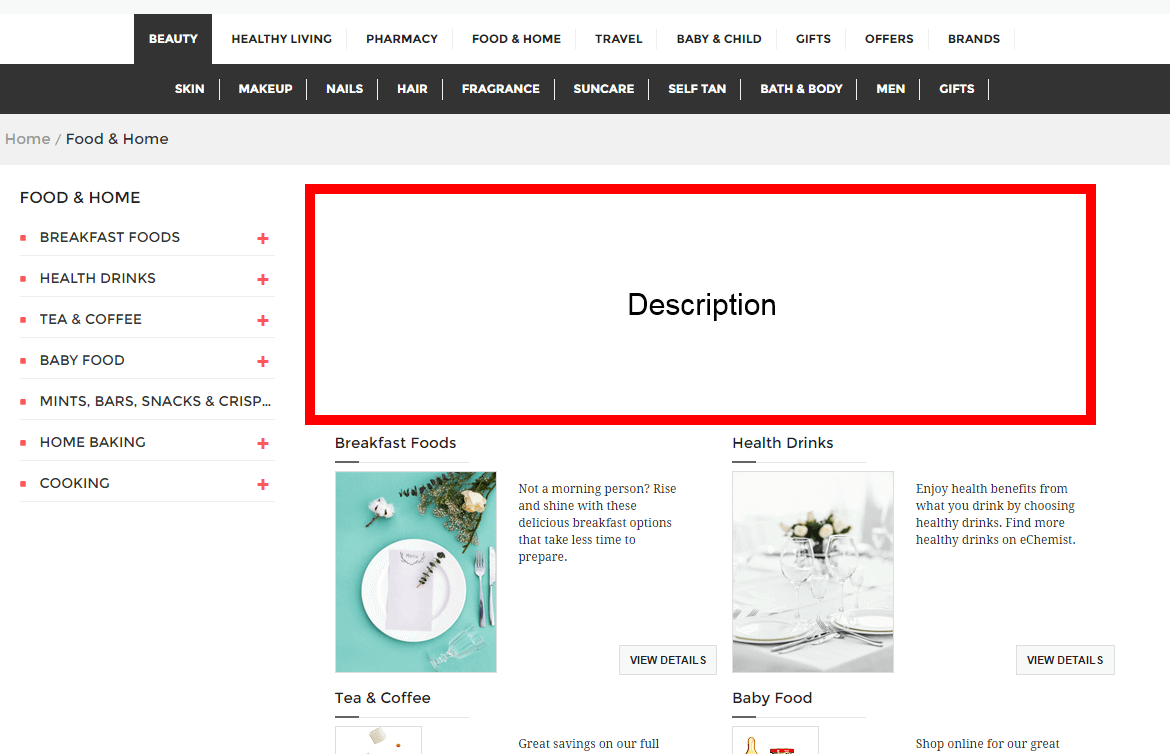 BEAUTY HEALTHY LIVING PHARMACY FOOD & HOME TRAVEL BABY & CHILD GIFTS OFFERS BRANDS
SKIN MAKEUP NAILS HAIR FRAGRANCE SUNCARE SELF TAN BATH & BODY MEN GIFTS
Home / Food & Home
FOOD & HOME
BREAKFAST FOODS
HEALTH DRINKS
TEA & COFFEE
BABY FOOD
MINTS, BARS, SNACKS & CRISP...
HOME BAKING
COOKING
Description
Breakfast Foods
Not a morning person? Rise
and shine with these
delicious breakfast options
that take less time to
prepare.
VIEW DETAILS
Health Drinks
Enjoy health benefits from
what you drink by choosing
healthy drinks. Find more
healthy drinks on eChemist.
VIEW DETAILS
Tea & Coffee
Great savings on our full
Baby Food
Shop online for our great